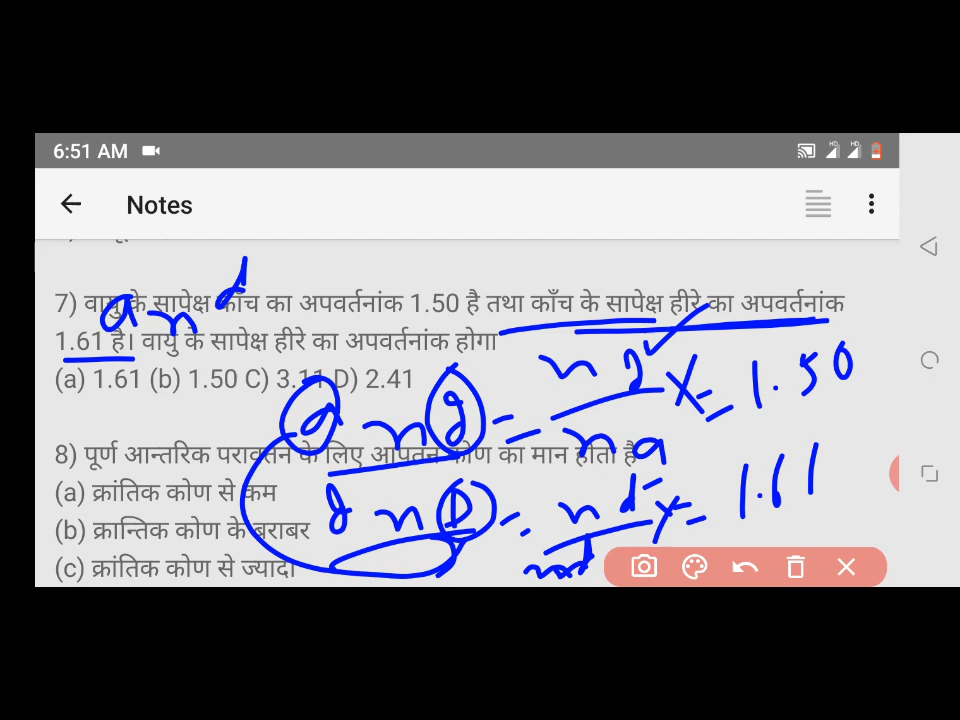 6:51 AM
Notes
7) वायु के सापेक्ष काँच का अपवर्तनांक 1.50 है तथा काँच के सापेक्ष हीरे का अपवर्तनांक
1.61 है। वायु के सापेक्ष हीरे का अपवर्तनांक होगा
a n d
(a) 1.61 (b) 1.50 C) 3.11 D) 2.41
a n g = n g / n a = 1.50
8) पूर्ण आन्तरिक परावर्तन के लिए आपतन कोण का मान होता है
(a) क्रांतिक कोण से कम
g n D = n d = 1.61
(b) क्रान्तिक कोण के बराबर
(c) क्रांतिक कोण से ज्यादा